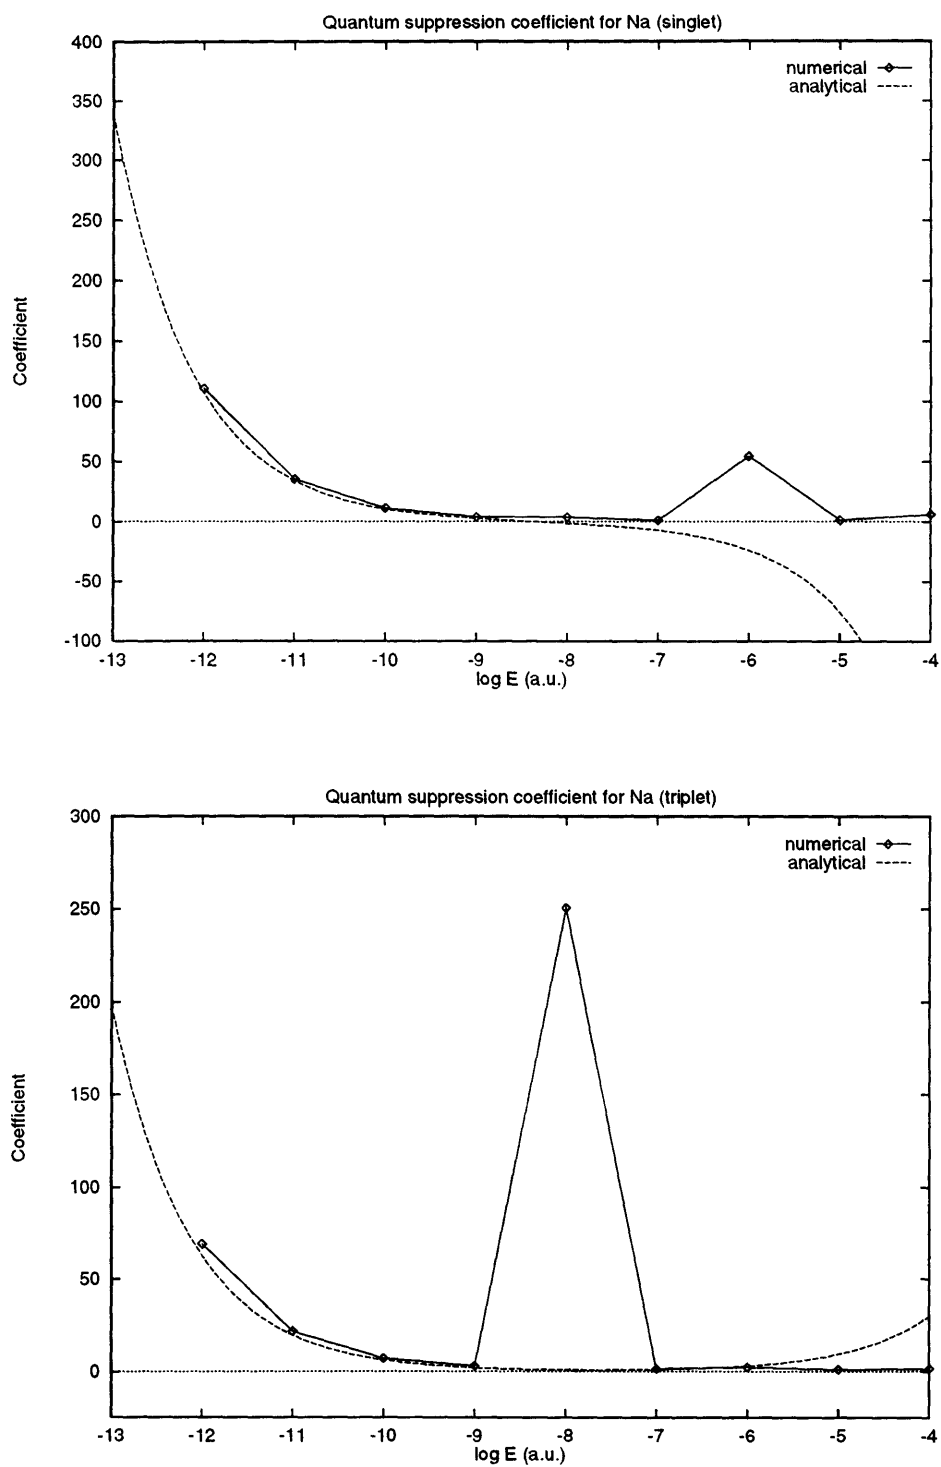 Quantum suppression coefficient for Na (singlet)
400
350
300
250
200
150
100
50
0
-50
-100
Coefficient
numerical
analytical
-13 -12 -11 -10 -9 -8 -7 -6 -5 -4
log E (a.u.)
Quantum suppression coefficient for Na (triplet)
300
250
200
150
100
50
0
Coefficient
numerical
analytical
-13 -12 -11 -10 -9 -8 -7 -6 -5 -4
log E (a.u.)